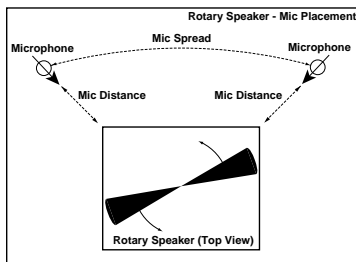 Rotary Speaker - Mic Placement
Mic Spread
Microphone
Microphone
Mic Distance
Mic Distance
Rotary Speaker (Top View)